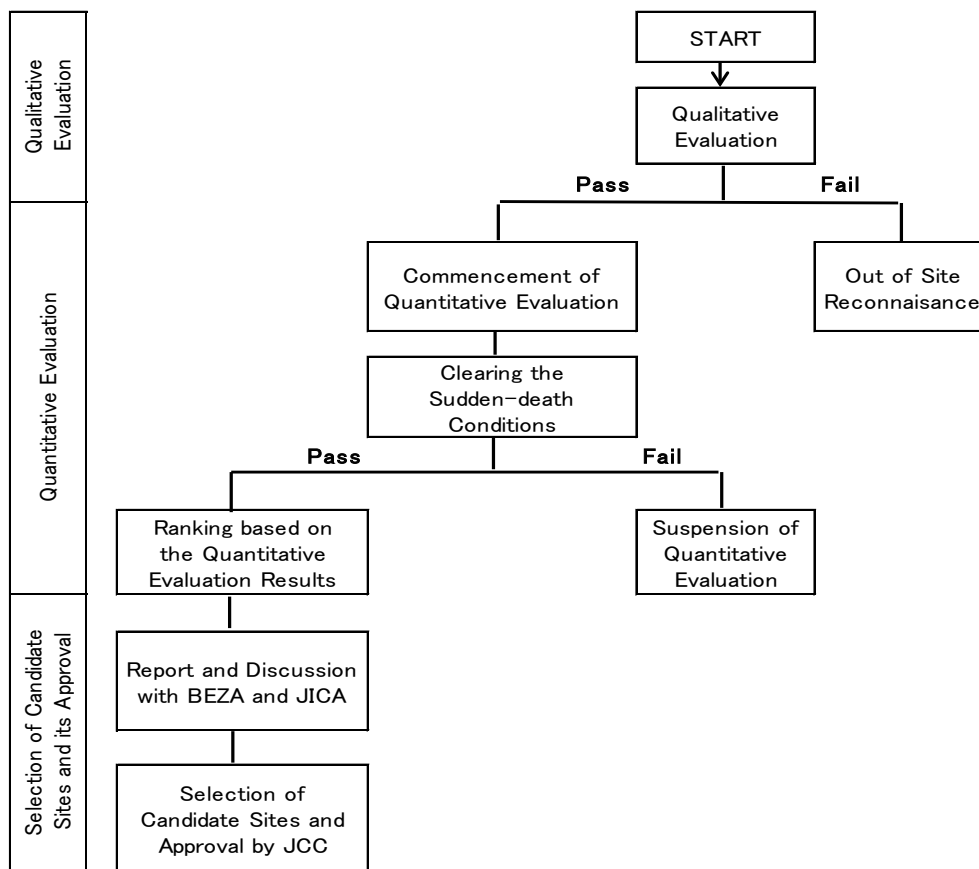 START
Qualitative
Evaluation
Qualitative
Evaluation
Pass
Fail
Quantitative Evaluation
Commencement of
Quantitative Evaluation
Out of Site
Reconnaisance
Clearing the
Sudden-death
Conditions
Pass
Fail
Ranking based on
the Quantitative
Evaluation Results
Suspension of
Quantitative
Evaluation
Selection of Candidate
Sites and its Approval
Report and Discussion
with BEZA and JICA
Selection of
Candidate Sites and
Approval by JCC